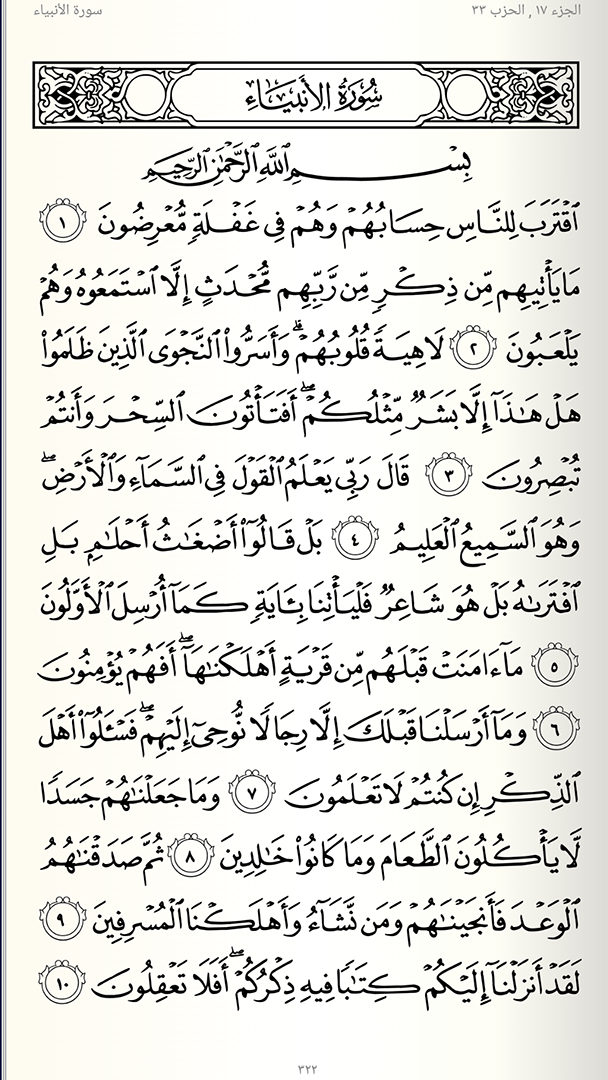 الجزء ١٧, الحزب ٣٣ سورة الأنبياء
سُورَةُ الأَنبِيَاءِ
بِسْمِ ٱللَّهِ ٱلرَّحْمَٰنِ ٱلرَّحِيمِ
ٱقْتَرَبَ لِلنَّاسِ حِسَابُهُمْ وَهُمْ فِى غَفْلَةٍ مُّعْرِضُونَ ١
مَا يَأْتِيهِم مِّن ذِكْرٍ مِّن رَّبِّهِم مُّحْدَثٍ إِلَّا ٱسْتَمَعُوهُ وَهُمْ
يَلْعَبُونَ ٢ لَاهِيَةً قُلُوبُهُمْ ۗ وَأَسَرُّوا۟ ٱلنَّجْوَى ٱلَّذِينَ ظَلَمُوا۟
هَلْ هَٰذَآ إِلَّا بَشَرٌ مِّثْلُكُمْ ۖ أَفَتَأْتُونَ ٱلسِّحْرَ وَأَنتُمْ
تُبْصِرُونَ ٣ قَالَ رَبِّى يَعْلَمُ ٱلْقَوْلَ فِى ٱلسَّمَآءِ وَٱلْأَرْضِ ۖ
وَهُوَ ٱلسَّمِيعُ ٱلْعَلِيمُ ٤ بَلْ قَالُوٓا۟ أَضْغَٰثُ أَحْلَٰمٍۭ بَلِ
ٱفْتَرَىٰهُ بَلْ هُوَ شَاعِرٌ فَلْيَأْتِنَا بِـَٔايَةٍ كَمَآ أُرْسِلَ ٱلْأَوَّلُونَ
٥ مَآ ءَامَنَتْ قَبْلَهُم مِّن قَرْيَةٍ أَهْلَكْنَٰهَآ ۖ أَفَهُمْ يُؤْمِنُونَ
٦ وَمَآ أَرْسَلْنَا قَبْلَكَ إِلَّا رِجَالًا نُّوحِىٓ إِلَيْهِمْ ۖ فَسْـَٔلُوٓا۟ أَهْلَ
ٱلذِّكْرِ إِن كُنتُمْ لَا تَعْلَمُونَ ٧ وَمَا جَعَلْنَٰهُمْ جَسَدًا
لَّا يَأْكُلُونَ ٱلطَّعَامَ وَمَا كَانُوا۟ خَٰلِدِينَ ٨ ثُمَّ صَدَقْنَٰهُمُ
ٱلْوَعْدَ فَأَنجَيْنَٰهُمْ وَمَن نَّشَآءُ وَأَهْلَكْنَا ٱلْمُسْرِفِينَ ٩
لَقَدْ أَنزَلْنَآ إِلَيْكُمْ كِتَٰبًا فِيهِ ذِكْرُكُمْ ۖ أَفَلَا تَعْقِلُونَ ١٠
٣٢٢